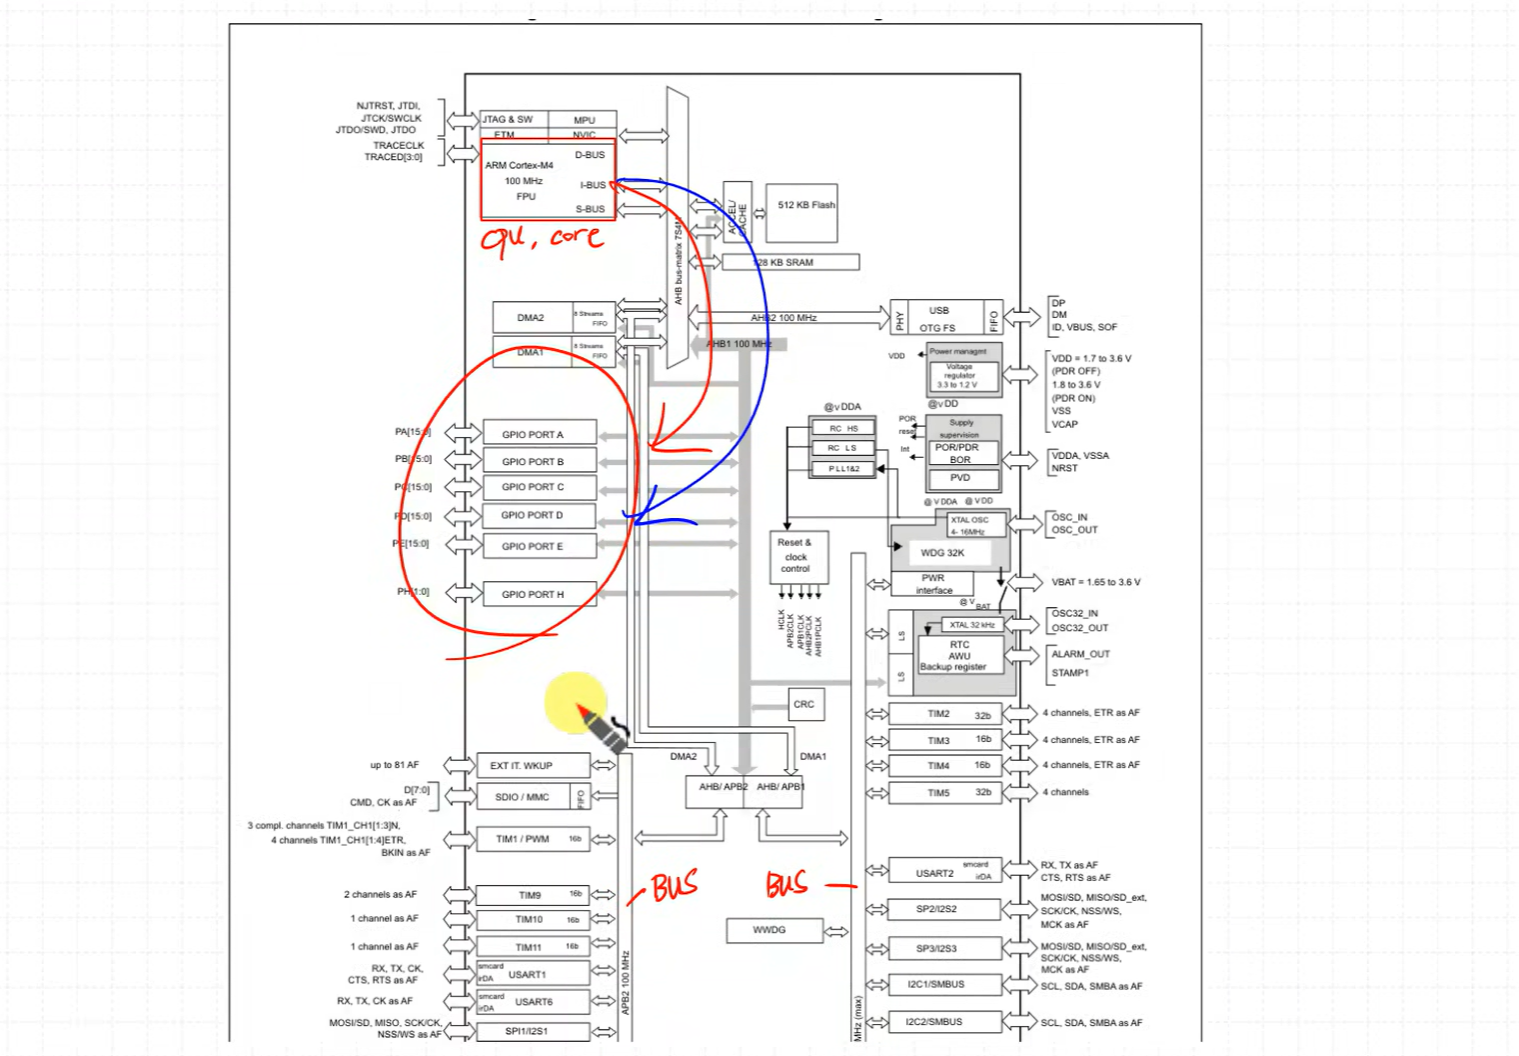 NJTRST, JTDI,
JTCK/SWCLK
JTDO/SWD, JTDO
TRACECLK
TRACED[3:0]
JTAG & SW
MPU
ETM
NVIC
D-BUS
ARM Cortex-M4
100 MHz
FPU
I-BUS
S-BUS
cpu, core
AHB bus-matrix 7S4M
ACCEL/
CACHE
512 KB Flash
128 KB SRAM
DMA2
8 Streams
FIFO
DMA1
8 Streams
FIFO
AHB2 100 MHz
AHB1 100 MHz
PHY
USB
OTG FS
FIFO
DP
DM
ID, VBUS, SOF
VDD
Power managmt
Voltage
regulator
3.3 to 1.2 V
VDD = 1.7 to 3.6 V
(PDR OFF)
1.8 to 3.6 V
(PDR ON)
VSS
VCAP
@VDDA
@VDD
RC HS
RC LS
PLL1&2
POR
reset
Int
Supply
supervision
POR/PDR
BOR
PVD
VDDA, VSSA
NRST
PA[15:0]
GPIO PORT A
PB[15:0]
GPIO PORT B
PC[15:0]
GPIO PORT C
PD[15:0]
GPIO PORT D
PE[15:0]
GPIO PORT E
PH[1:0]
GPIO PORT H
@VDDA
@VDD
XTAL OSC
4- 16MHz
OSC_IN
OSC_OUT
WDG 32K
Reset &
clock
control
HCLK
APB2CLK
APB1CLK
AHB2PCLK
AHB1PCLK
PWR
interface
VBAT = 1.65 to 3.6 V
@VBAT
LS
LS
XTAL 32 kHz
OSC32_IN
OSC32_OUT
RTC
AWU
Backup register
ALARM_OUT
STAMP1
CRC
TIM2
32b
4 channels, ETR as AF
TIM3
16b
4 channels, ETR as AF
TIM4
16b
4 channels, ETR as AF
TIM5
32b
4 channels
DMA2
DMA1
AHB/ APB2
AHB/ APB1
up to 81 AF
EXT IT. WKUP
D[7:0]
CMD, CK as AF
SDIO / MMC
FIFO
3 compl. channels TIM1_CH1[1:3]N,
4 channels TIM1_CH1[1:4]ETR,
BKIN as AF
TIM1 / PWM
16b
BUS
BUS
2 channels as AF
TIM9
16b
1 channel as AF
TIM10
16b
1 channel as AF
TIM11
16b
RX, TX, CK,
CTS, RTS as AF
smcard
irDA
USART1
RX, TX, CK as AF
smcard
irDA
USART6
MOSI/SD, MISO, SCK/CK,
NSS/WS as AF
SPI1/I2S1
APB2 100 MHz
WWDG
MHz (max)
USART2
smcard
irDA
RX, TX as AF
CTS, RTS as AF
SP2/I2S2
MOSI/SD, MISO/SD_ext,
SCK/CK, NSS/WS,
MCK as AF
SP3/I2S3
MOSI/SD, MISO/SD_ext,
SCK/CK, NSS/WS,
MCK as AF
I2C1/SMBUS
SCL, SDA, SMBA as AF
I2C2/SMBUS
SCL, SDA, SMBA as AF